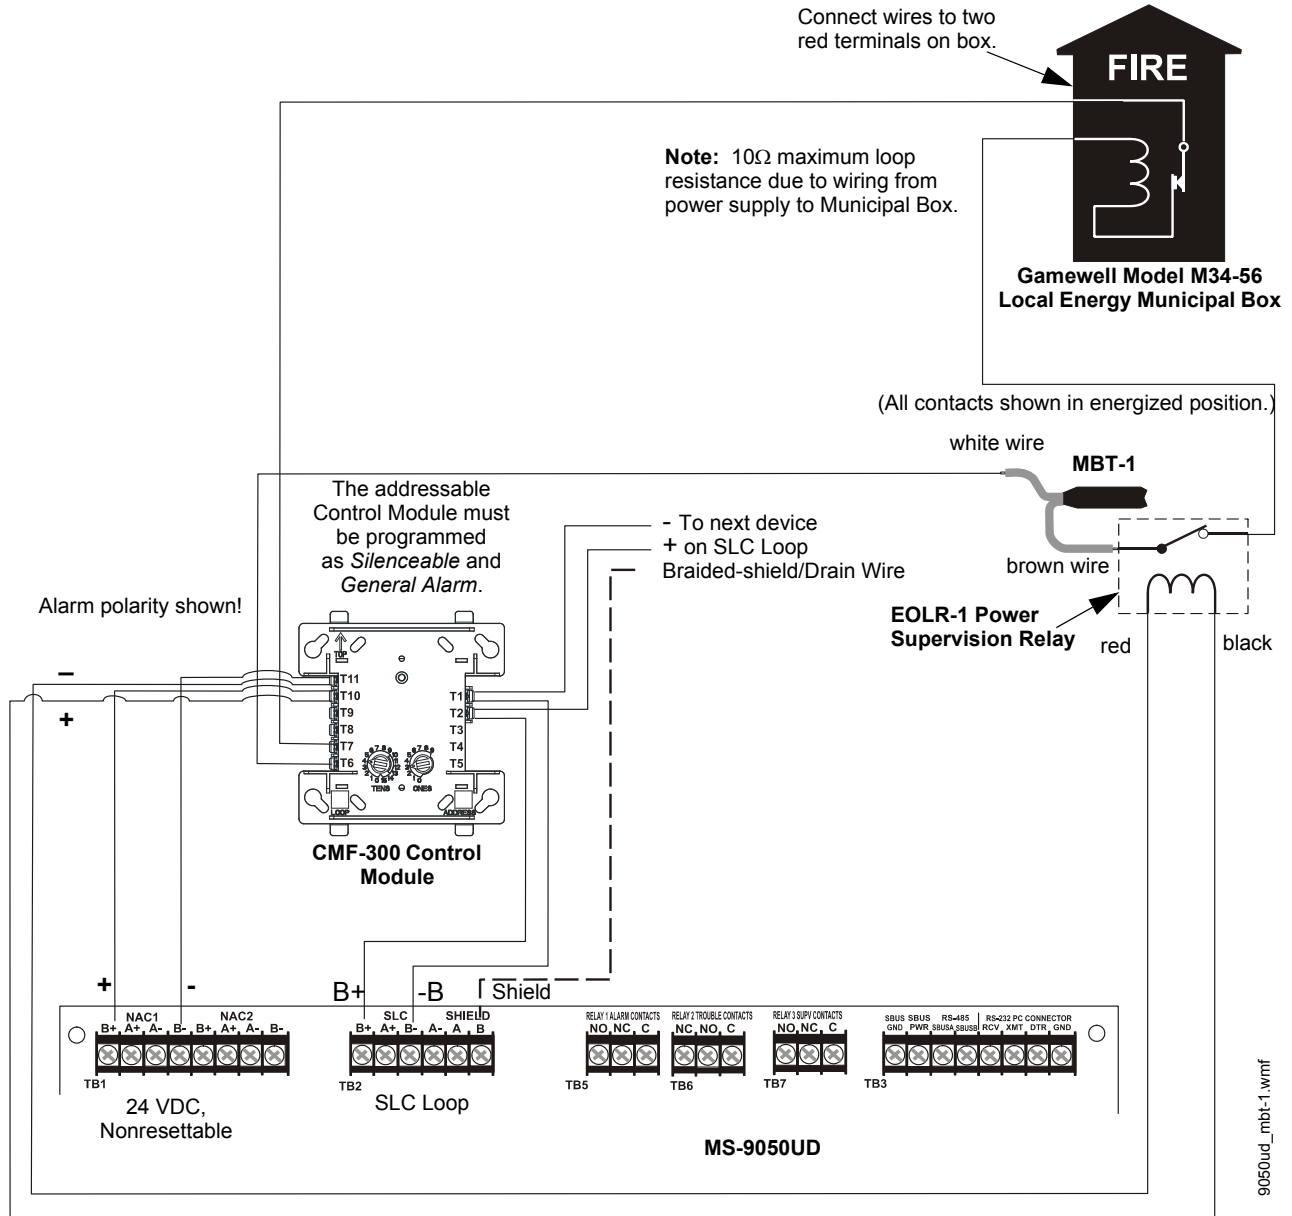 Connect wires to two
red terminals on box.
FIRE
Note: 10Ω maximum loop
resistance due to wiring from
power supply to Municipal Box.
Gamewell Model M34-56
Local Energy Municipal Box
(All contacts shown in energized position.)
white wire
MBT-1
The addressable
Control Module must
be programmed
as Silenceable and
General Alarm.
- To next device
+ on SLC Loop
Braided-shield/Drain Wire
brown wire
EOLR-1 Power
Supervision Relay
red
black
Alarm polarity shown!
–
+
TOP
T11
T10
T9
T8
T7
T6
T1
T2
T3
T4
T5
TENS
ONES
LOOP
ADDRESS
CMF-300 Control
Module
+
-
B+
-B
Shield
NAC1 NAC2
B+ A+ A- B- B+ A+ A- B-
TB1
24 VDC,
Nonresettable
SLC SHIELD
B+ A+ B- A- A B
TB2
SLC Loop
RELAY 1 ALARM CONTACTS
NO NC C
TB5
RELAY 2 TROUBLE CONTACTS
NC NO C
TB6
RELAY 3 SUPV CONTACTS
NO NC C
TB7
SBUS SBUS RS-485 RS-232 PC CONNECTOR
GND PWR SBUSA SBUSB RCV XMT DTR GND
TB3
MS-9050UD
9050ud_mbt-1.wmf